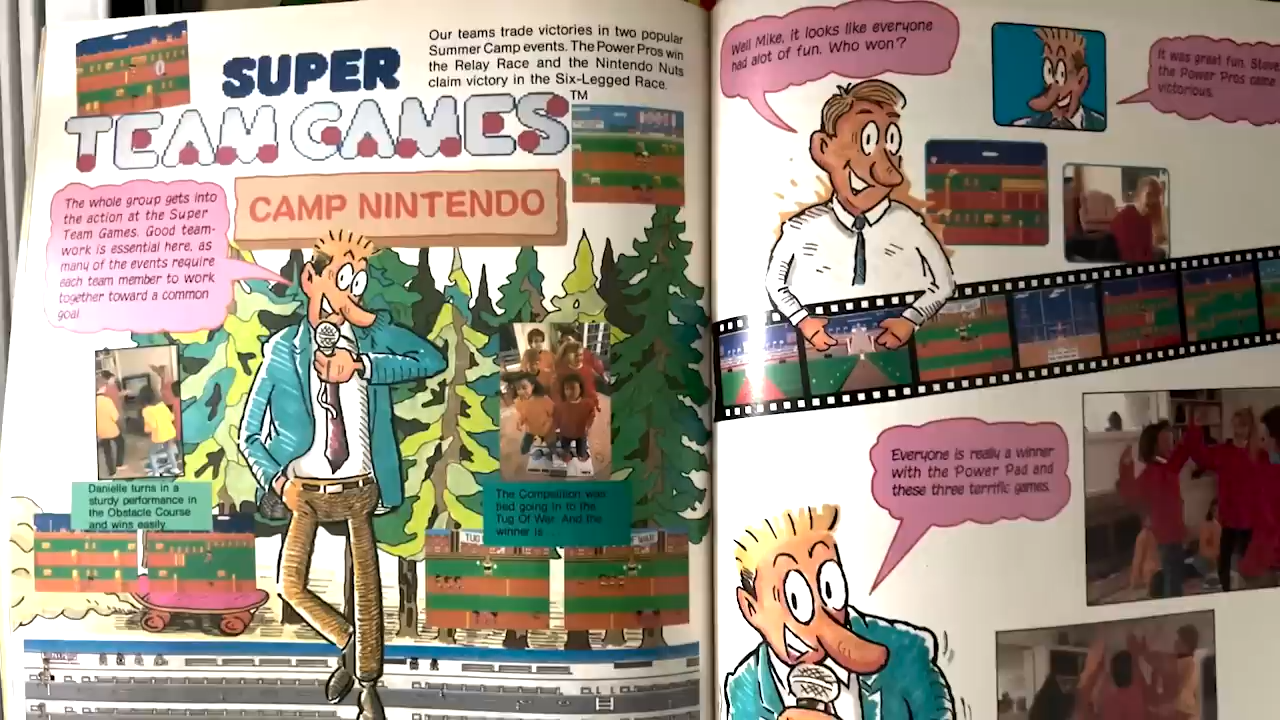 Our teams trade victories in two popular
Summer Camp events. The Power Pros win
the Relay Race and the Nintendo Nuts
claim victory in the Six-Legged Race.
SUPER
TEAM GAMES™
CAMP NINTENDO
The whole group gets into
the action at the Super
Team Games. Good team-
work is essential here, as
many of the events require
each team member to work
together toward a common
goal.
Danielle turns in a
sturdy performance in
the Obstacle Course
and wins easily.
The Competition was
tied going in to the
Tug Of War. And the
winner is
Well Mike, it looks like everyone
had alot of fun. Who won?
It was great fun, Steve
the Power Pros came
victorious.
Everyone is really a winner
with the Power Pad and
these three terrific games.